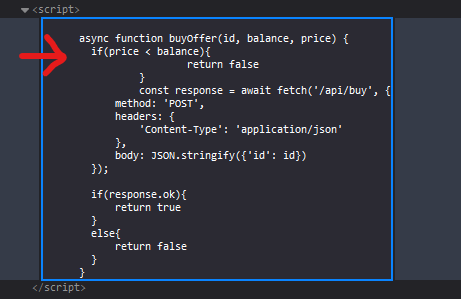 <script>
async function buyOffer(id, balance, price) {
if(price < balance){
return false
}
const response = await fetch('/api/buy', {
method: 'POST',
headers: {
'Content-Type': 'application/json'
},
body: JSON.stringify({'id': id})
});
if(response.ok){
return true
}
else{
return false
}
}
</script>